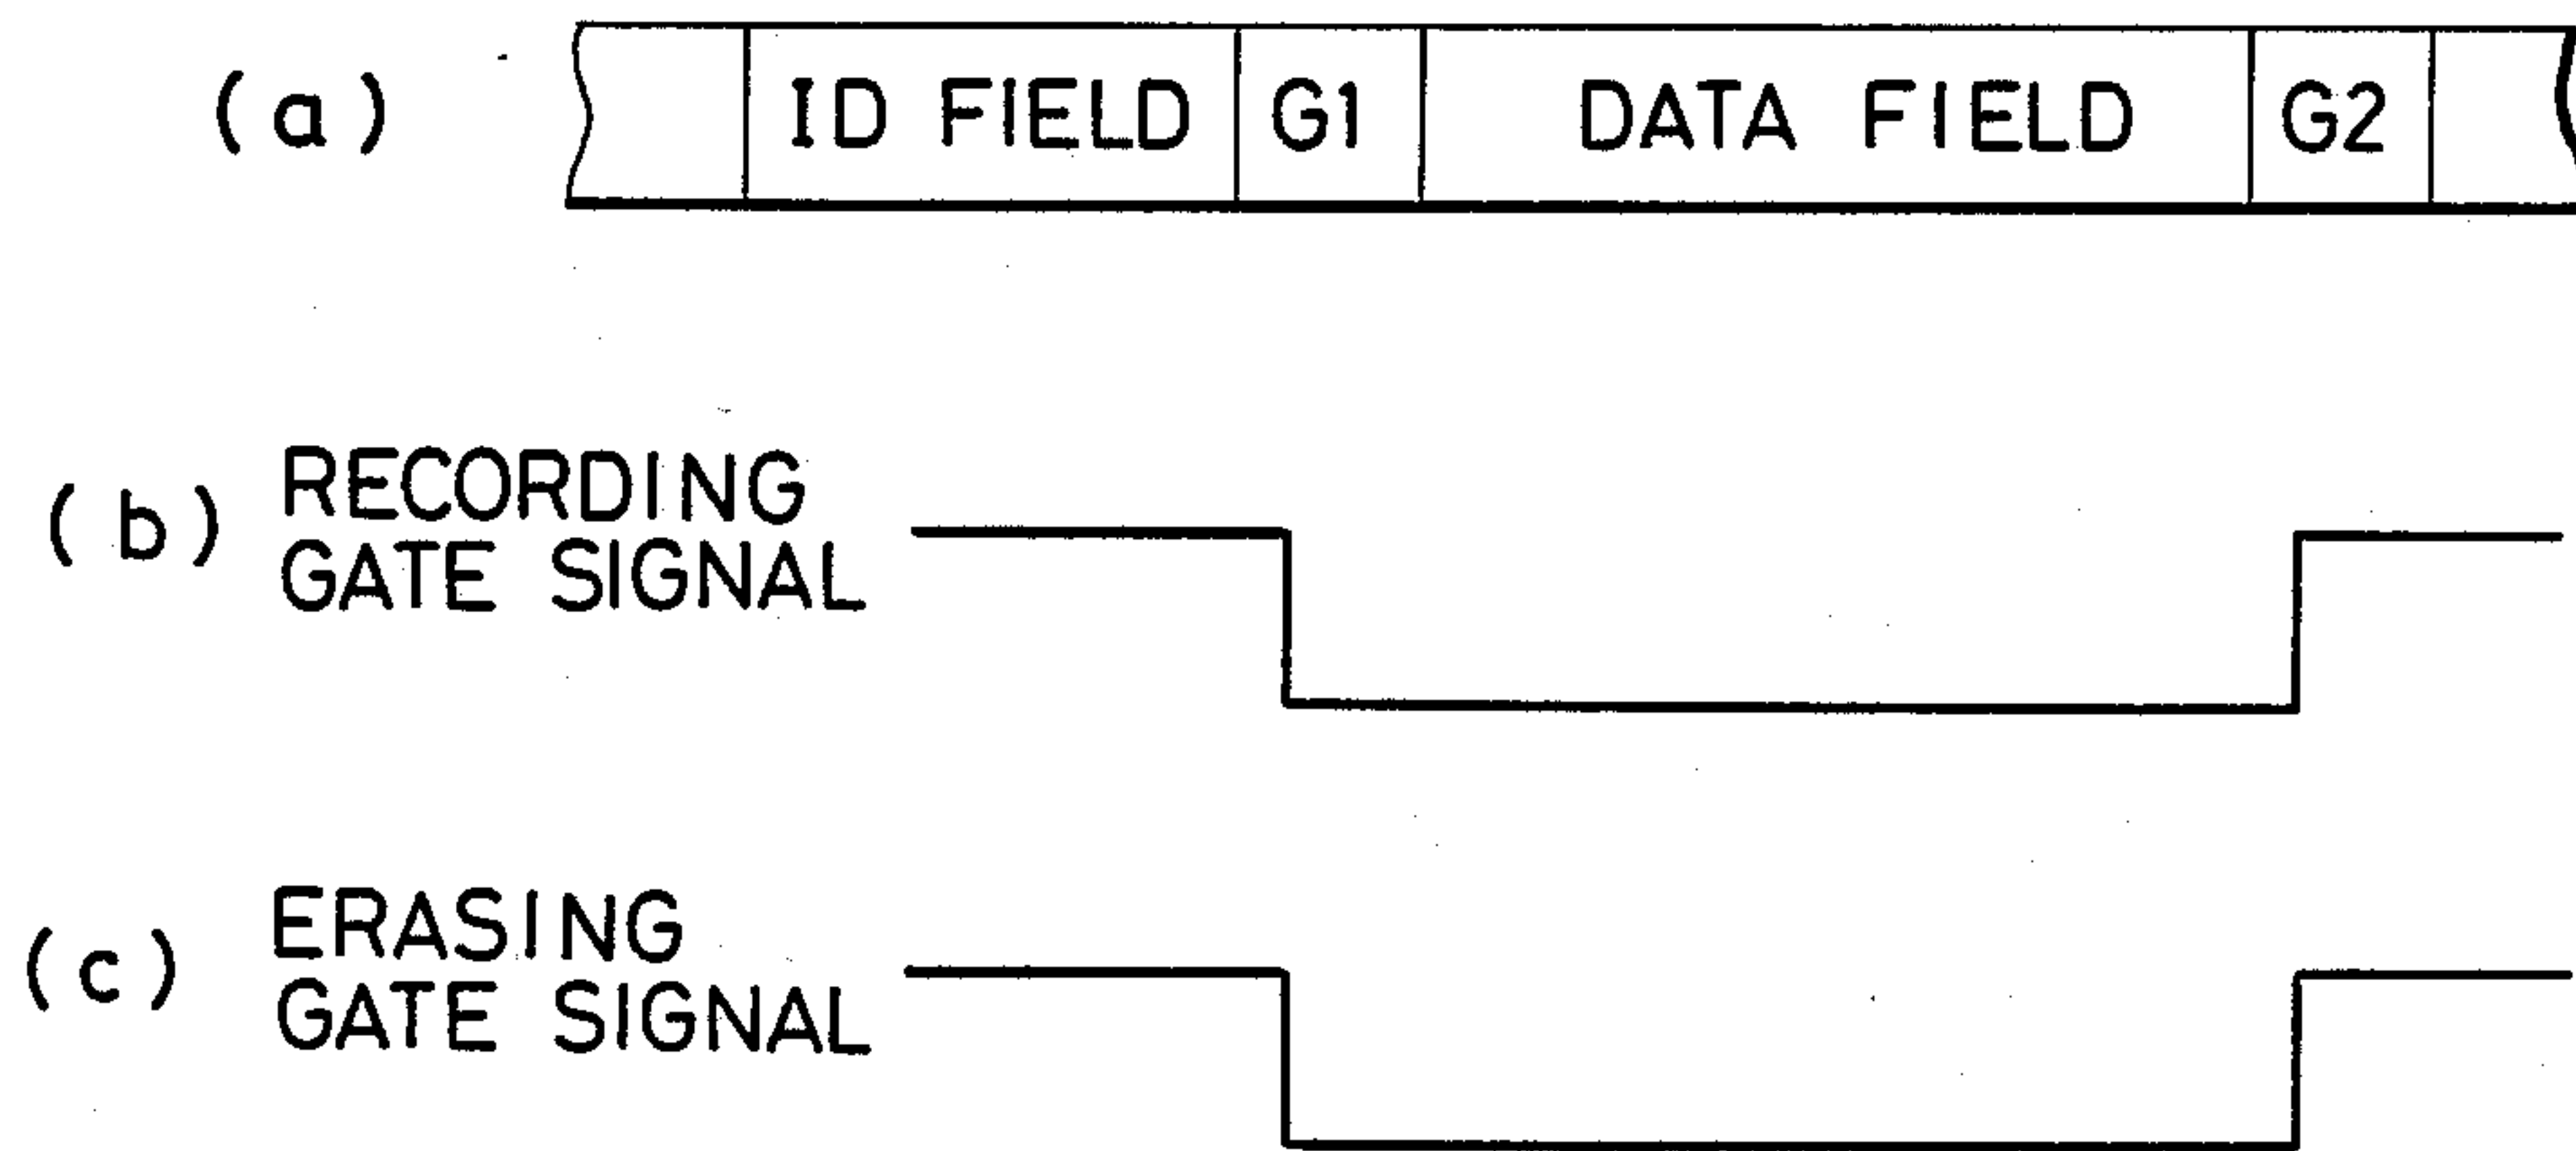 (a) ID FIELD G1 DATA FIELD G2
(b) RECORDING
GATE SIGNAL
(c) ERASING
GATE SIGNAL